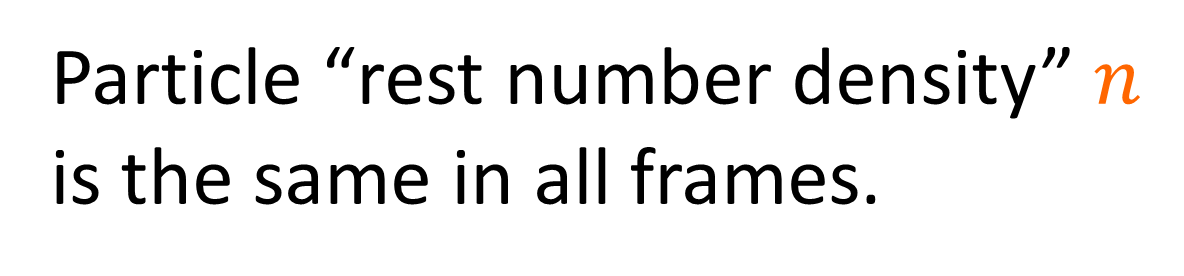 Particle “rest number density” 𝑛
is the same in all frames.